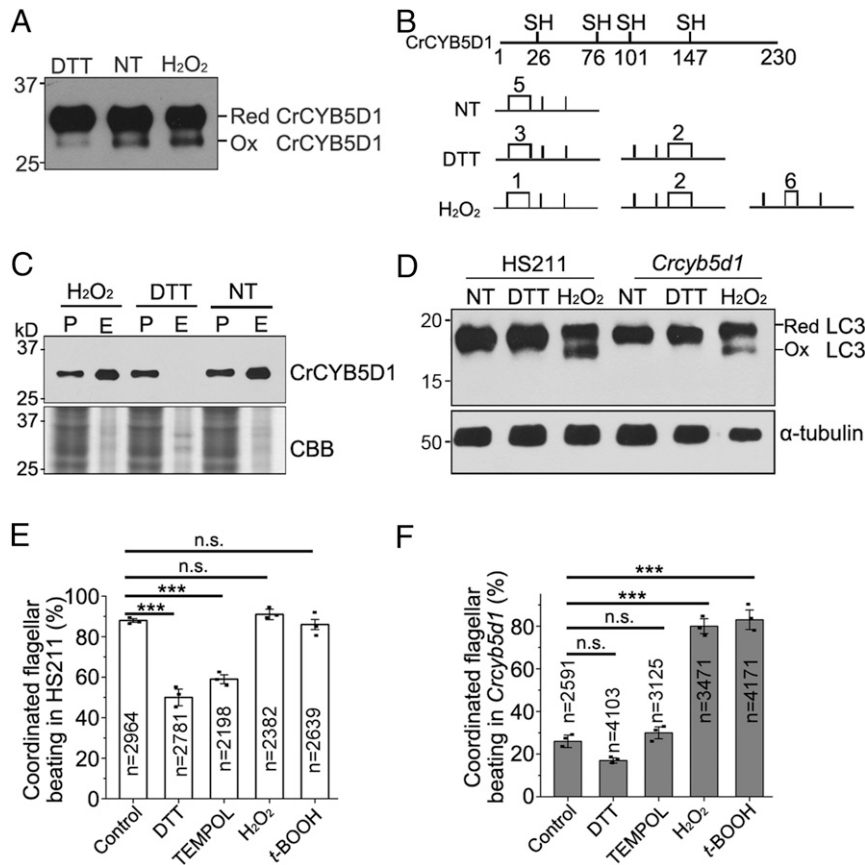 A
DTT NT H₂O₂
37
Red CrCYB5D1
Ox CrCYB5D1
25
B
SH SH SH SH
CrCYB5D1
1 26 76 101 147 230
5
NT
3 2
DTT
1 2 6
H₂O₂
C
H₂O₂ DTT NT
kD P E P E P E
37
CrCYB5D1
25
37
CBB
25
D
HS211 Crcyb5d1
NT DTT H₂O₂ NT DTT H₂O₂
20
Red LC3
Ox LC3
15
50
α-tubulin
E
n.s.
n.s.
***
***
Coordinated flagellar
beating in HS211 (%)
100
80
60
40
20
0
n=2964
n=2781
n=2198
n=2382
n=2639
Control
DTT
TEMPOL
H₂O₂
t-BOOH
F
***
***
n.s.
n.s.
Coordinated flagellar
beating in Crcyb5d1 (%)
80
60
40
20
0
n=2591
n=4103
n=3125
n=3471
n=4171
Control
DTT
TEMPOL
H₂O₂
t-BOOH